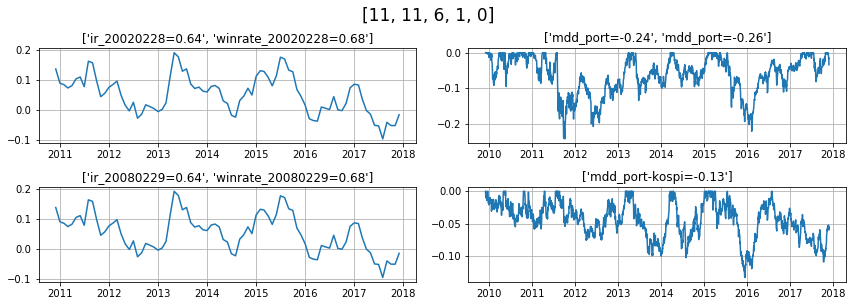 [11, 11, 6, 1, 0]
['ir_20020228=0.64', 'winrate_20020228=0.68']
0.2
0.1
0.0
−0.1
2011 2012 2013 2014 2015 2016 2017 2018
['mdd_port=-0.24', 'mdd_port=-0.26']
0.0
−0.1
−0.2
2010 2011 2012 2013 2014 2015 2016 2017 2018
['ir_20080229=0.64', 'winrate_20080229=0.68']
0.2
0.1
0.0
−0.1
2011 2012 2013 2014 2015 2016 2017 2018
['mdd_port-kospi=-0.13']
0.00
−0.05
−0.10
2010 2011 2012 2013 2014 2015 2016 2017 2018